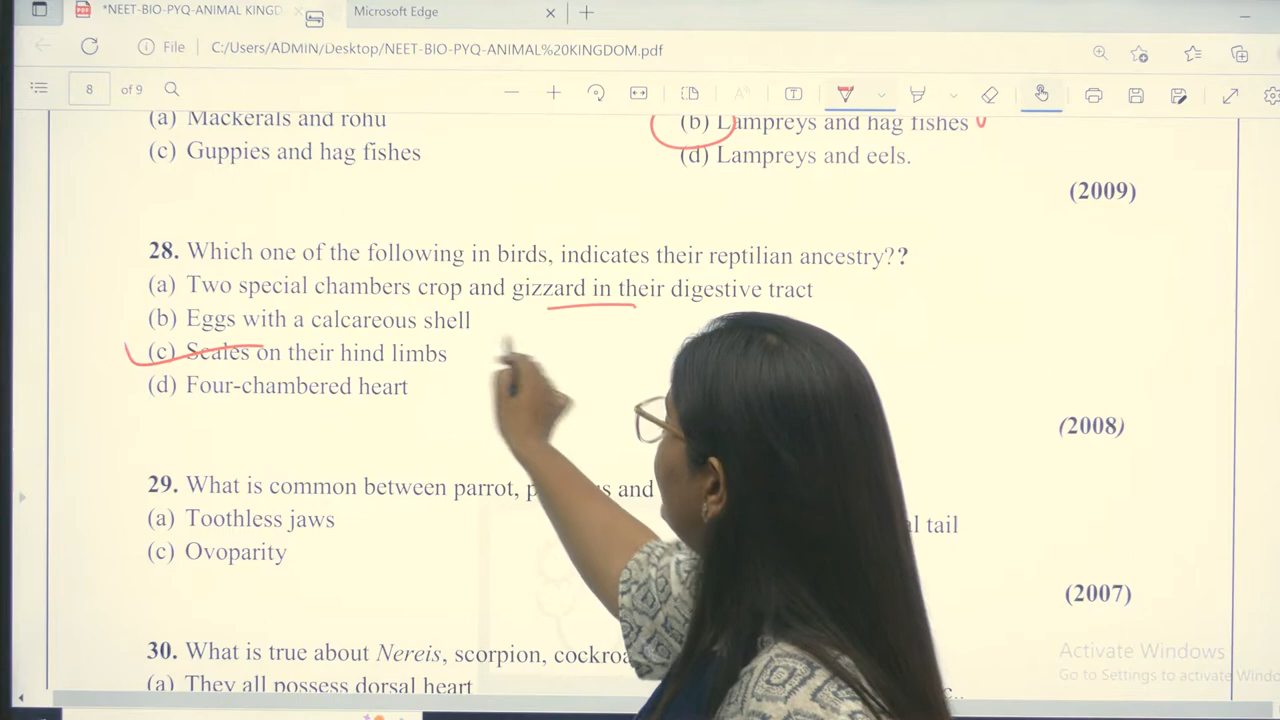 *NEET-BIO-PYQ-ANIMAL KINGD
Microsoft Edge
File
C:/Users/ADMIN/Desktop/NEET-BIO-PYQ-ANIMAL%20KINGDOM.pdf
8 of 9
(a) Mackerals and rohu (b) Lampreys and hag fishes
(c) Guppies and hag fishes (d) Lampreys and eels.
(2009)
28. Which one of the following in birds, indicates their reptilian ancestry??
(a) Two special chambers crop and gizzard in their digestive tract
(b) Eggs with a calcareous shell
(c) Scales on their hind limbs
(d) Four-chambered heart
(2008)
29. What is common between parrot, and
(a) Toothless jaws tail
(c) Ovoparity
(2007)
30. What is true about Nereis, scorpion,
(a) They all possess dorsal heart
Activate Windows
Go to Settings to activate